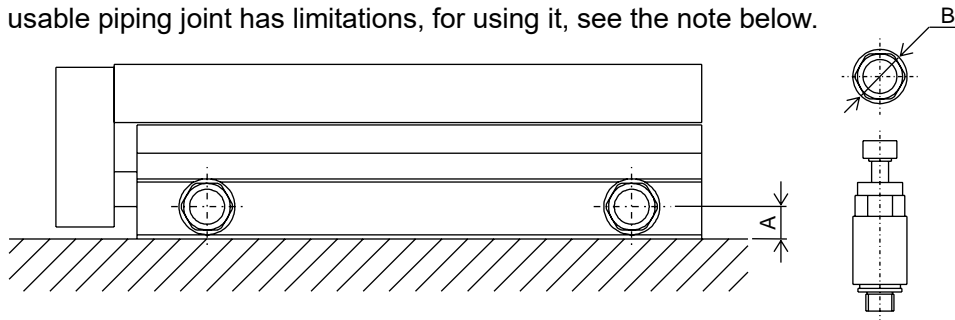 usable piping joint has limitations, for using it, see the note below.
B
A